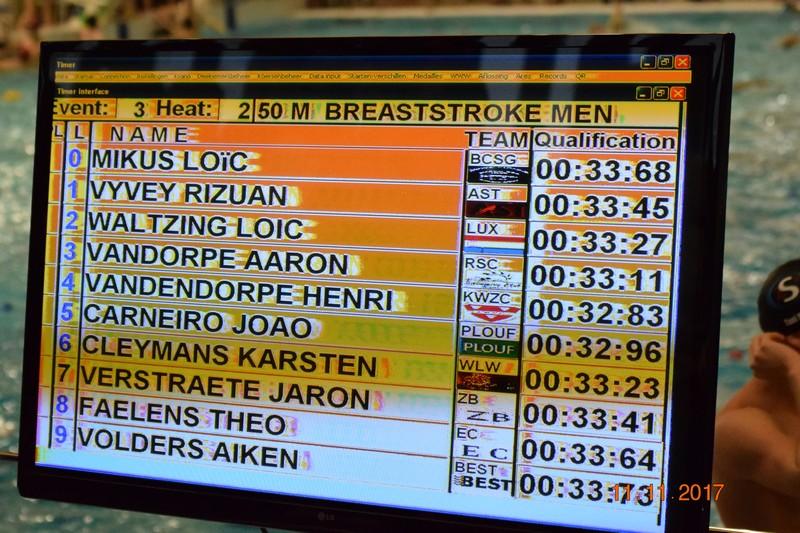 Timer
Timer interface
Event: 3 Heat: 2 50 M BREASTSTROKE MEN
L L NAME TEAM Qualification
0 MIKUS LOïC BCSG 00:33:68
1 VYVEY RIZUAN AST 00:33:45
2 WALTZING LOIC LUX 00:33:27
3 VANDORPE AARON RSC 00:33:11
4 VANDENDORPE HENRI KWZC 00:32:83
5 CARNEIRO JOAO PLOUF PLOUF 00:32:96
6 CLEYMANS KARSTEN WLW 00:33:23
7 VERSTRAETE JARON ZB ZB 00:33:41
8 FAELENS THEO EC EC 00:33:64
9 VOLDERS AIKEN BEST BEST 00:33:73
LG
11.11.2017
S